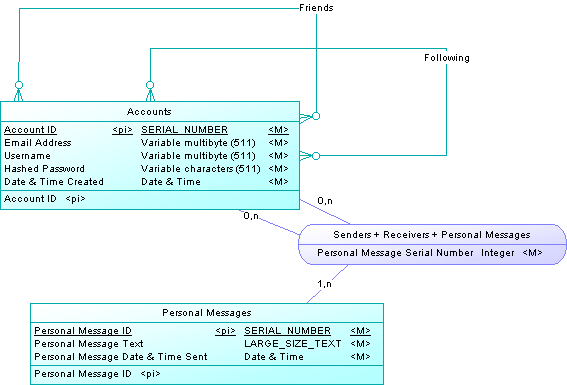 Friends
Following
Accounts
Account ID <pi> SERIAL_NUMBER <M>
Email Address Variable multibyte (511) <M>
Username Variable multibyte (511) <M>
Hashed Password Variable characters (511) <M>
Date & Time Created Date & Time <M>
Account ID <pi>
0,n
0,n
Senders + Receivers + Personal Messages
Personal Message Serial Number Integer <M>
1,n
Personal Messages
Personal Message ID <pi> SERIAL_NUMBER <M>
Personal Message Text LARGE_SIZE_TEXT <M>
Personal Message Date & Time Sent Date & Time <M>
Personal Message ID <pi>